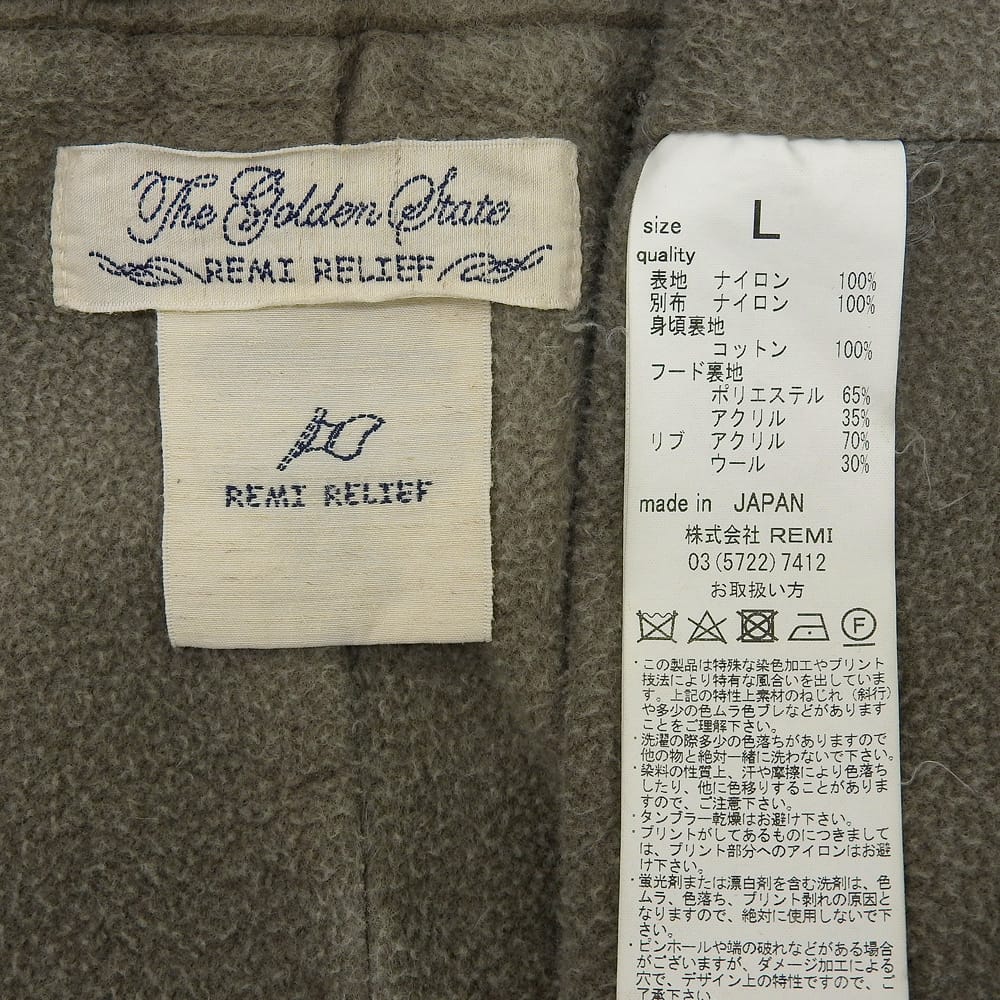 The Golden State
REMI RELIEF
REMI RELIEF
size L
quality
表地 ナイロン 100%
別布 ナイロン 100%
身頃裏地
コットン 100%
フード裏地
ポリエステル 65%
アクリル 35%
リブ アクリル 70%
ウール 30%
made in JAPAN
株式会社 REMI
03(5722)7412
お取扱い方
F
・この製品は特殊な染色加工やプリント
技法により特有な風合いを出していま
す。上記の特性上素材のねじれ（斜行）
や多少の色ムラ色ブレなどがあります
ことをご理解下さい。
・洗濯の際多少の色落ちがありますので
他の物と絶対一緒に洗わないで下さい。
・染料の性質上、汗や摩擦により色落ち
したり、他に色移りすることがありま
すので、ご注意下さい。
・タンブラー乾燥はお避け下さい。
・プリントがしてあるものにつきまして
は、プリント部分へのアイロンはお避
け下さい。
・蛍光剤または漂白剤を含む洗剤は、色
ムラ、色落ち、プリント剥れの原因と
なりますので、絶対に使用しないで下
さい。
・ピンホールや端の破れなどがある場合
がございますが、ダメージ加工による
穴で、デザイン上の特性ですので、ご
了承下さい